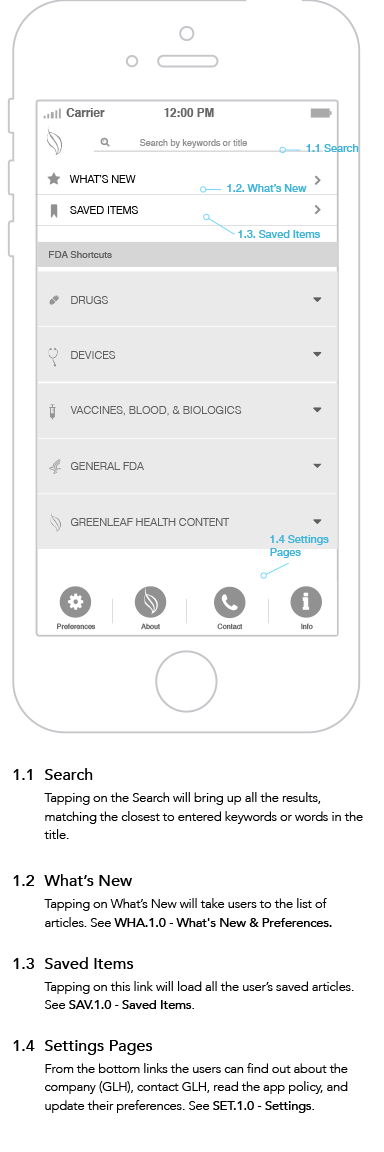 Carrier 12:00 PM
Search by keywords or title
1.1 Search
WHAT'S NEW
1.2. What's New
SAVED ITEMS
1.3. Saved Items
FDA Shortcuts
DRUGS
DEVICES
VACCINES, BLOOD, & BIOLOGICS
GENERAL FDA
GREENLEAF HEALTH CONTENT
1.4 Settings
Pages
Preferences About Contact Info
1.1 Search
Tapping on the Search will bring up all the results,
matching the closest to entered keywords or words in the
title.
1.2 What's New
Tapping on What's New will take users to the list of
articles. See WHA.1.0 - What's New & Preferences.
1.3 Saved Items
Tapping on this link will load all the user's saved articles.
See SAV.1.0 - Saved Items.
1.4 Settings Pages
From the bottom links the users can find out about the
company (GLH), contact GLH, read the app policy, and
update their preferences. See SET.1.0 - Settings.